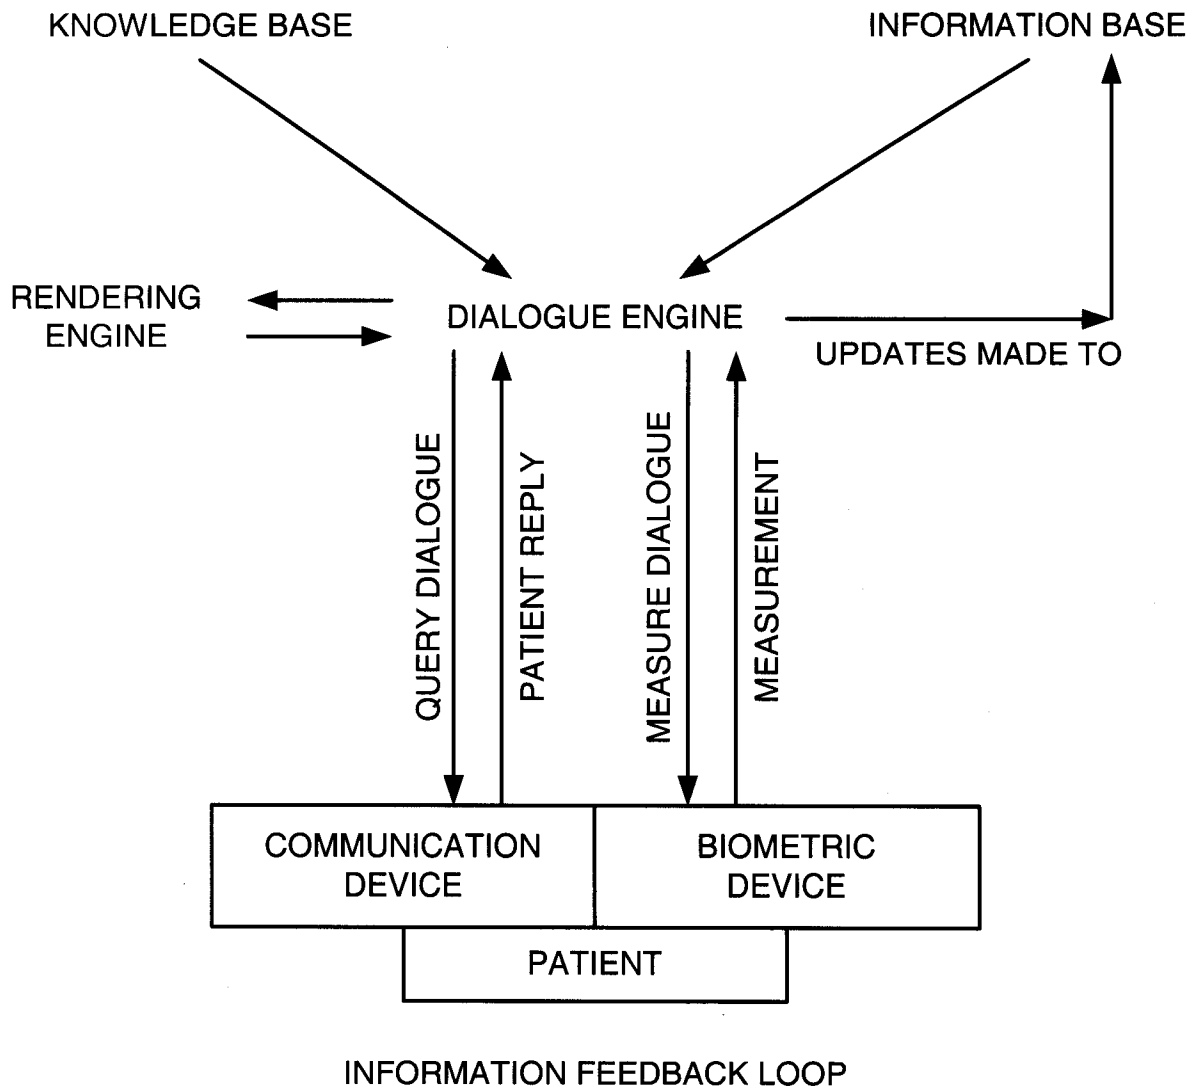 KNOWLEDGE BASE
INFORMATION BASE
RENDERING
ENGINE
DIALOGUE ENGINE
UPDATES MADE TO
QUERY DIALOGUE
PATIENT REPLY
MEASURE DIALOGUE
MEASUREMENT
COMMUNICATION
DEVICE
BIOMETRIC
DEVICE
PATIENT
INFORMATION FEEDBACK LOOP